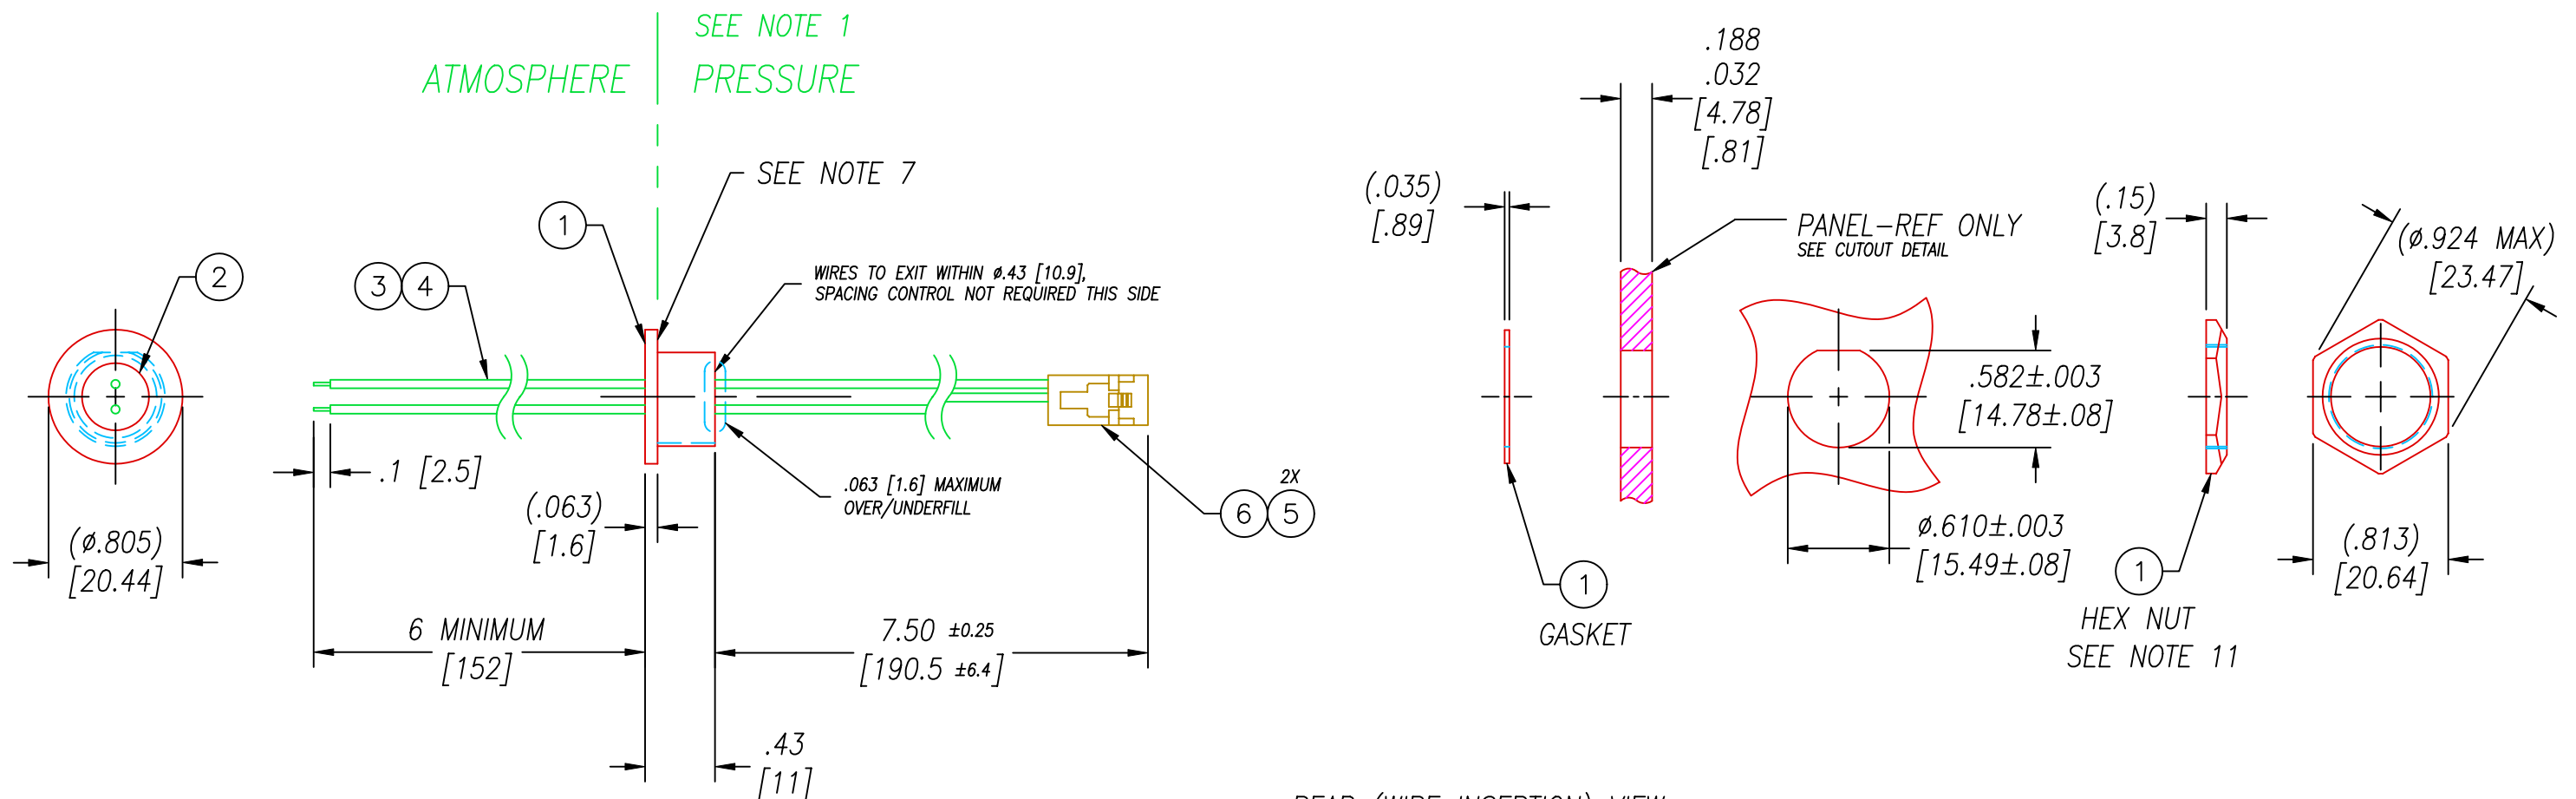 SEE NOTE 1
ATMOSPHERE PRESSURE
SEE NOTE 7
1
2
3 4
WIRES TO EXIT WITHIN ø.43 [10.9],
SPACING CONTROL NOT REQUIRED THIS SIDE
.1 [2.5]
(ø.805)
[20.44]
(.063)
[1.6]
.063 [1.6] MAXIMUM
OVER/UNDERFILL
2X
6 5
6 MINIMUM
[152]
7.50 ±0.25
[190.5 ±6.4]
.43
[11]
.188
.032
[4.78]
[.81]
(.035)
[.89]
PANEL-REF ONLY
SEE CUTOUT DETAIL
1
GASKET
.582±.003
[14.78±.08]
ø.610±.003
[15.49±.08]
(.15)
[3.8]
(ø.924 MAX)
[23.47]
1
HEX NUT
SEE NOTE 11
(.813)
[20.64]
REAR (WIRE INSERTION) VIEW